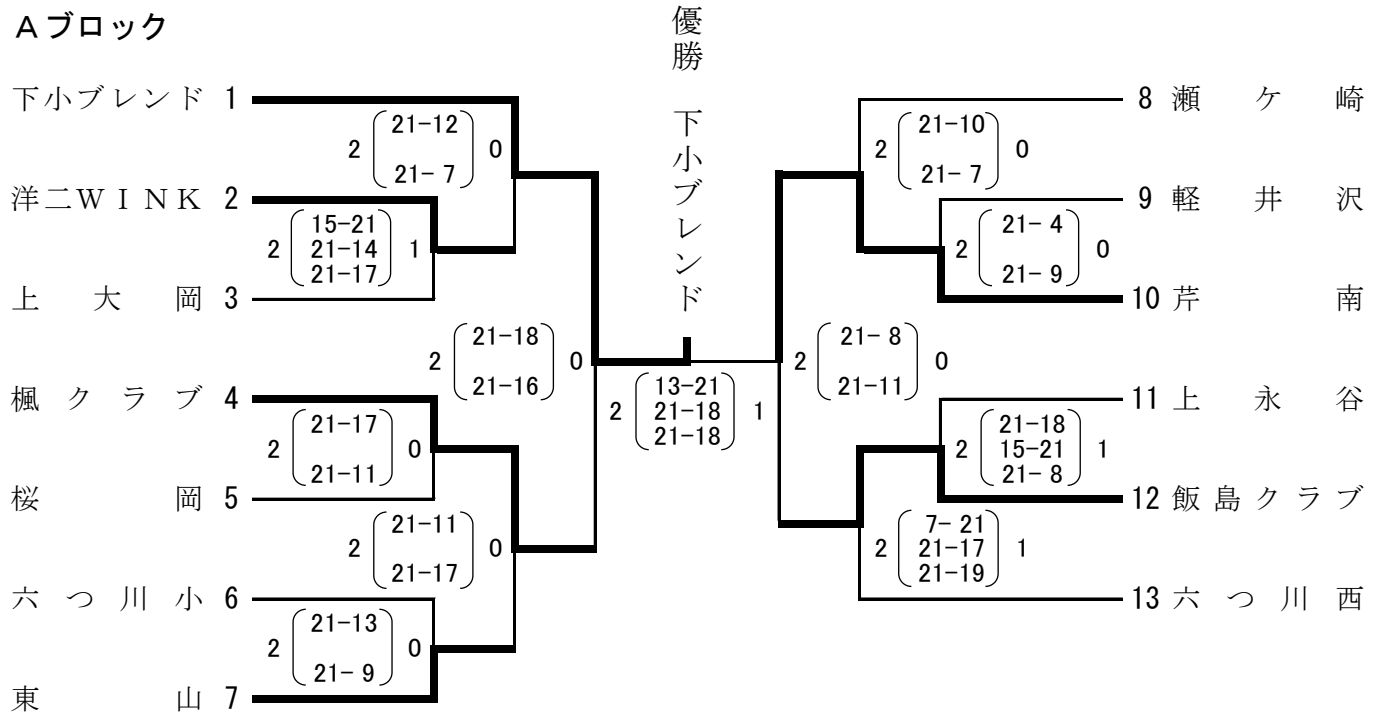 Aブロック
優勝 下小ブレンド
下小ブレンド 1
2 21-12 0
21- 7
洋二WINK 2
2 15-21 1
21-14
21-17
上大岡 3
2 21-18 0
21-16
楓クラブ 4
2 21-17 0
21-11
桜岡 5
2 21-11 0
21-17
六つ川小 6
2 21-13 0
21- 9
東山 7
2 13-21 1
21-18
21-18
8 瀬ケ崎
2 21-10 0
21- 7
9 軽井沢
2 21- 4 0
21- 9
10 芹南
2 21- 8 0
21-11
11 上永谷
2 21-18 1
15-21
21- 8
12 飯島クラブ
2 7- 21 1
21-17
21-19
13 六つ川西